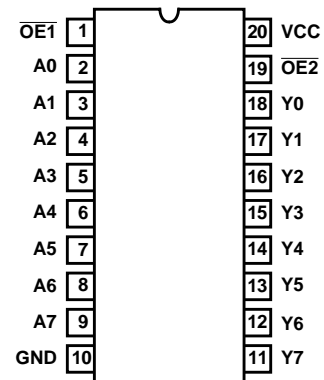 O̅E̅1̅ 1 20 VCC
A0 2 19 O̅E̅2̅
A1 3 18 Y0
A2 4 17 Y1
A3 5 16 Y2
A4 6 15 Y3
A5 7 14 Y4
A6 8 13 Y5
A7 9 12 Y6
GND 10 11 Y7